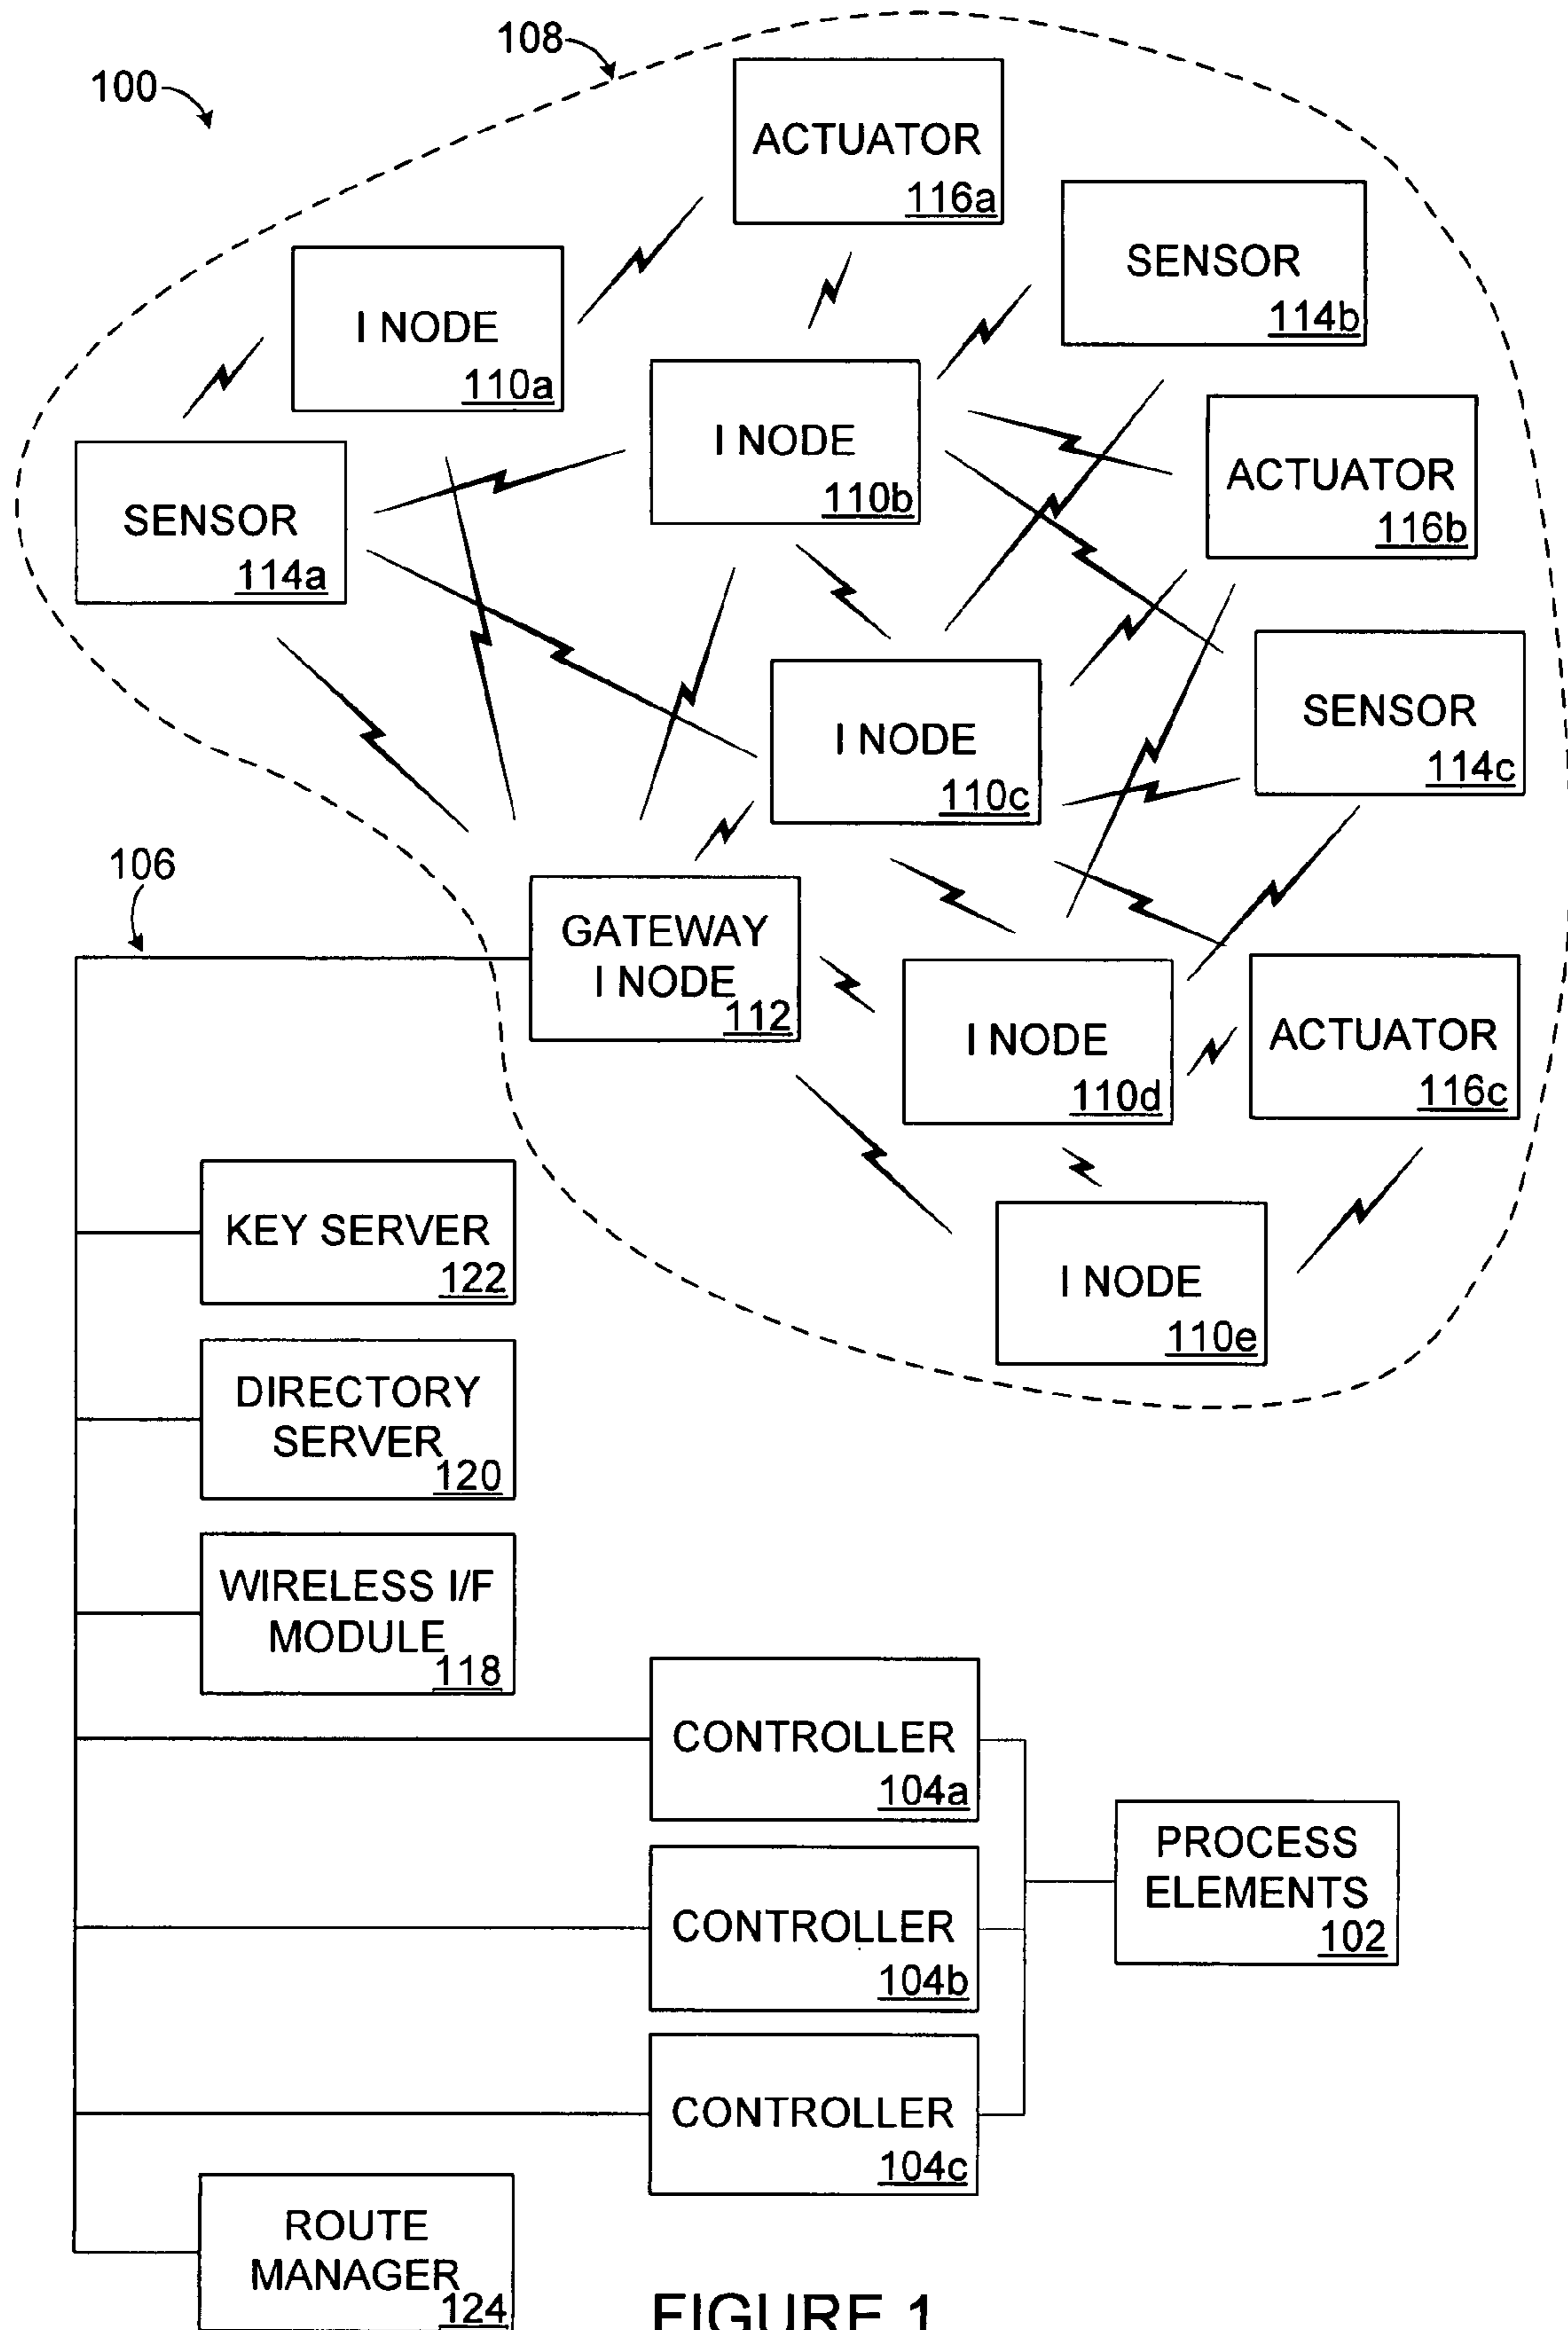 108
100
ACTUATOR
116a
SENSOR
114b
I NODE
110a
I NODE
110b
ACTUATOR
116b
SENSOR
114a
SENSOR
114c
I NODE
110c
106
GATEWAY
I NODE
112
I NODE
110d
ACTUATOR
116c
KEY SERVER
122
I NODE
110e
DIRECTORY
SERVER
120
WIRELESS I/F
MODULE
118
CONTROLLER
104a
PROCESS
ELEMENTS
102
CONTROLLER
104b
CONTROLLER
104c
ROUTE
MANAGER
124
FIGURE 1